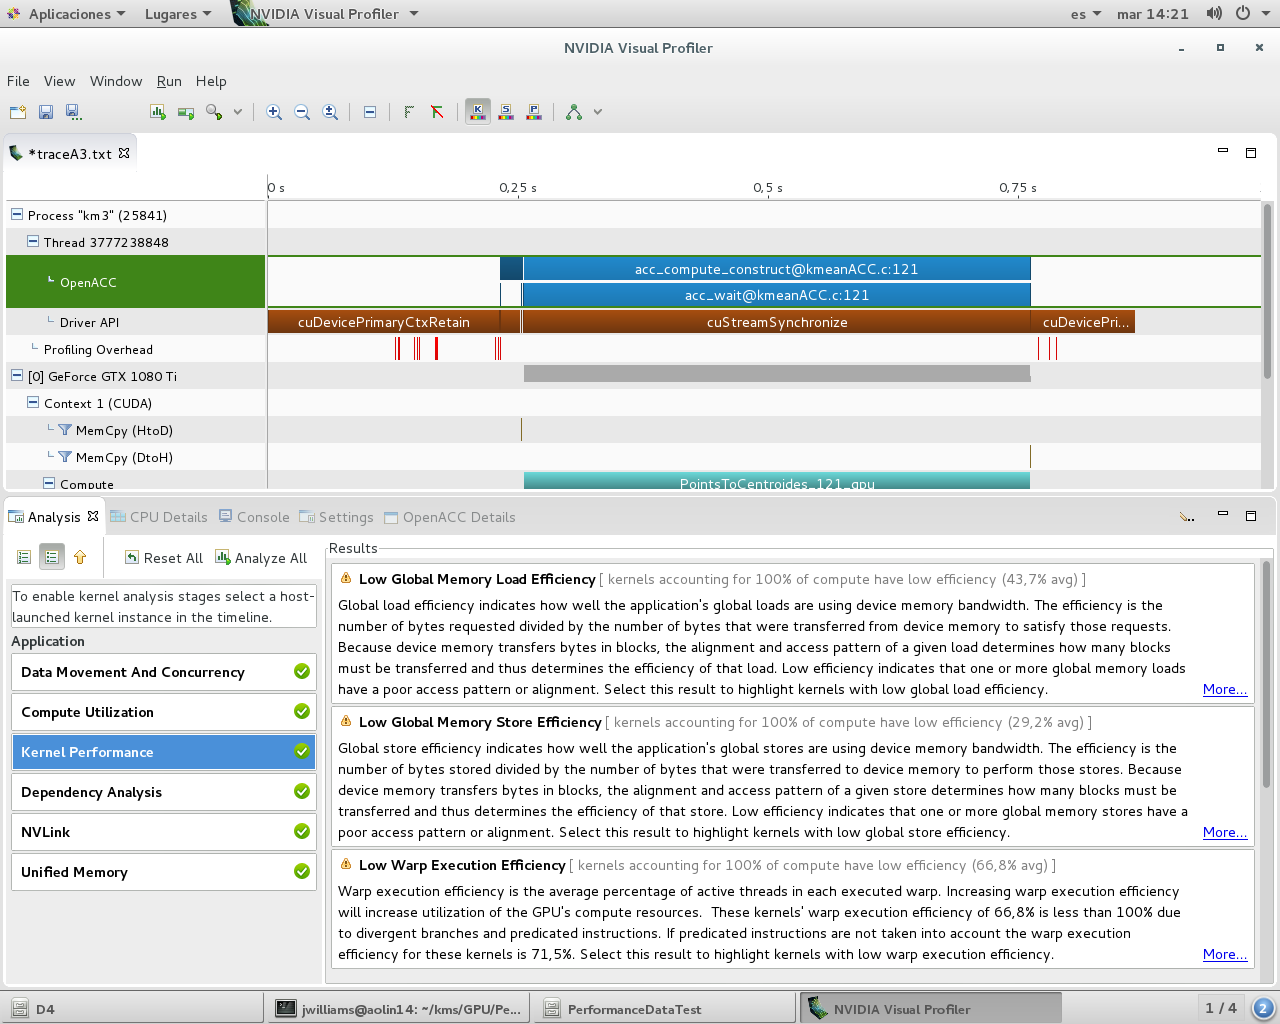 Aplicaciones Lugares NVIDIA Visual Profiler es mar 14:21
NVIDIA Visual Profiler
File View Window Run Help
K S P
*traceA3.txt
0 s 0,25 s 0,5 s 0,75 s
Process "km3" (25841)
Thread 3777238848
OpenACC
acc_compute_construct@kmeanACC.c:121
acc_wait@kmeanACC.c:121
Driver API cuDevicePrimaryCtxRetain cuStreamSynchronize cuDevicePri...
Profiling Overhead
[0] GeForce GTX 1080 Ti
Context 1 (CUDA)
MemCpy (HtoD)
MemCpy (DtoH)
Compute PointsToCentroides_121_gpu
Analysis CPU Details Console Settings OpenACC Details
Reset All Analyze All
To enable kernel analysis stages select a host-
launched kernel instance in the timeline.
Application
Data Movement And Concurrency
Compute Utilization
Kernel Performance
Dependency Analysis
NVLink
Unified Memory
Results
Low Global Memory Load Efficiency [ kernels accounting for 100% of compute have low efficiency (43,7% avg) ]
Global load efficiency indicates how well the application's global loads are using device memory bandwidth. The efficiency is the
number of bytes requested divided by the number of bytes that were transferred from device memory to satisfy those requests.
Because device memory transfers bytes in blocks, the alignment and access pattern of a given load determines how many blocks
must be transferred and thus determines the efficiency of that load. Low efficiency indicates that one or more global memory loads
have a poor access pattern or alignment. Select this result to highlight kernels with low global load efficiency. More...
Low Global Memory Store Efficiency [ kernels accounting for 100% of compute have low efficiency (29,2% avg) ]
Global store efficiency indicates how well the application's global stores are using device memory bandwidth. The efficiency is the
number of bytes stored divided by the number of bytes that were transferred to device memory to perform those stores. Because
device memory transfers bytes in blocks, the alignment and access pattern of a given store determines how many blocks must be
transferred and thus determines the efficiency of that store. Low efficiency indicates that one or more global memory stores have a
poor access pattern or alignment. Select this result to highlight kernels with low global store efficiency. More...
Low Warp Execution Efficiency [ kernels accounting for 100% of compute have low efficiency (66,8% avg) ]
Warp execution efficiency is the average percentage of active threads in each executed warp. Increasing warp execution efficiency
will increase utilization of the GPU's compute resources. These kernels' warp execution efficiency of 66,8% is less than 100% due
to divergent branches and predicated instructions. If predicated instructions are not taken into account the warp execution
efficiency for these kernels is 71,5%. Select this result to highlight kernels with low warp execution efficiency. More...
D4 jwilliams@aolin14: ~/kms/GPU/Pe... PerformanceDataTest NVIDIA Visual Profiler 1 / 4 2